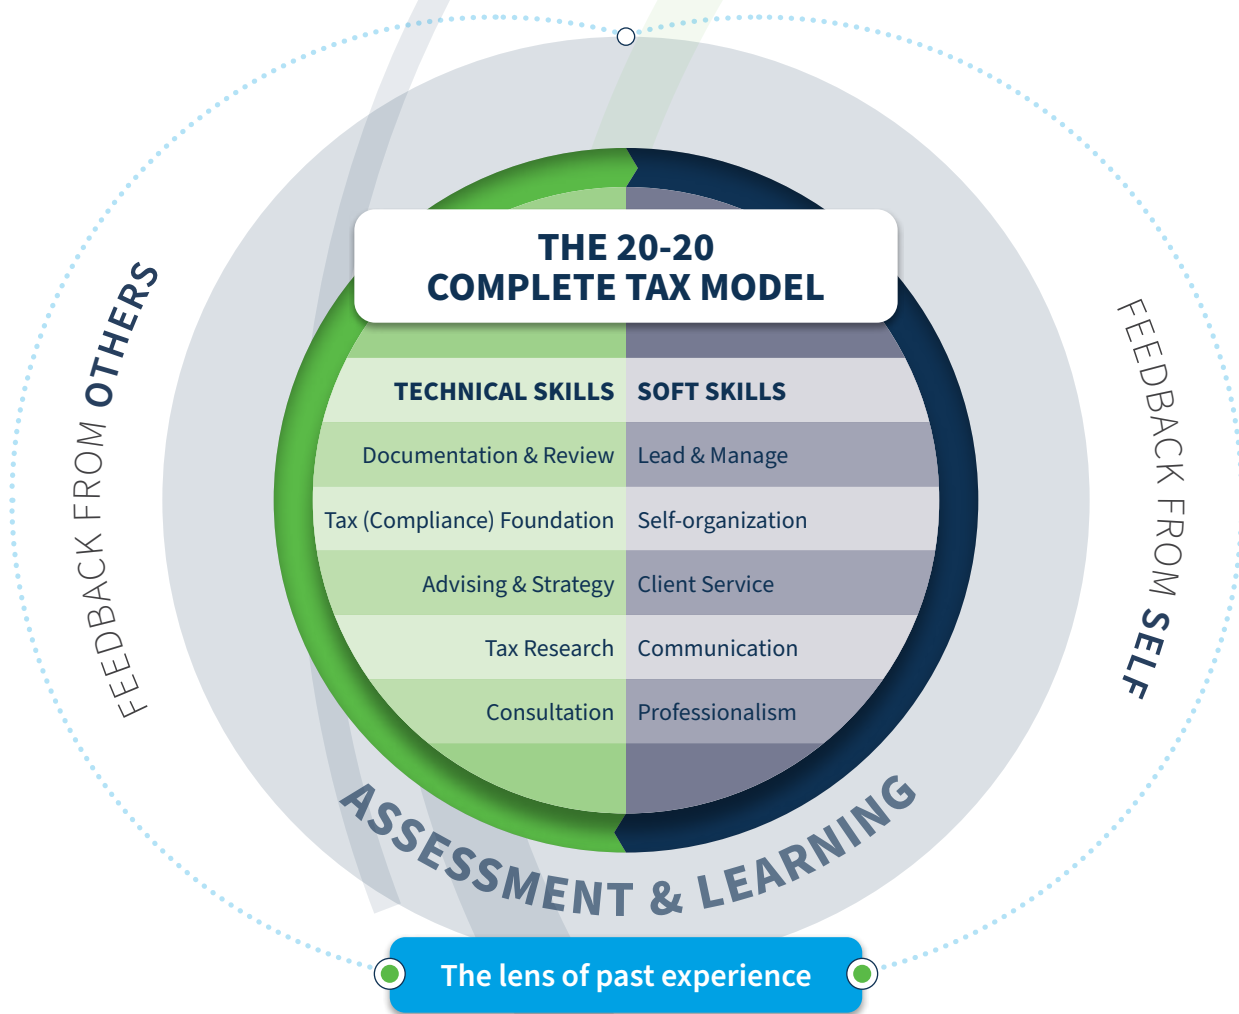 THE 20-20
COMPLETE TAX MODEL
TECHNICAL SKILLS
SOFT SKILLS
Documentation & Review
Lead & Manage
Tax (Compliance) Foundation
Self-organization
Advising & Strategy
Client Service
Tax Research
Communication
Consultation
Professionalism
FEEDBACK FROM OTHERS
FEEDBACK FROM SELF
ASSESSMENT & LEARNING
The lens of past experience